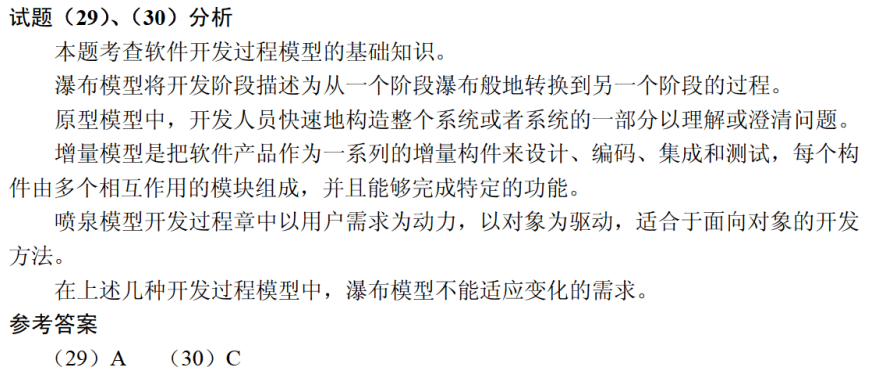 试题（29）、（30）分析
本题考查软件开发过程模型的基础知识。
瀑布模型将开发阶段描述为从一个阶段瀑布般地转换到另一个阶段的过程。
原型模型中，开发人员快速地构造整个系统或者系统的一部分以理解或澄清问题。
增量模型是把软件产品作为一系列的增量构件来设计、编码、集成和测试，每个构
件由多个相互作用的模块组成，并且能够完成特定的功能。
喷泉模型开发过程章中以用户需求为动力，以对象为驱动，适合于面向对象的开发
方法。
在上述几种开发过程模型中，瀑布模型不能适应变化的需求。
参考答案
（29）A （30）C